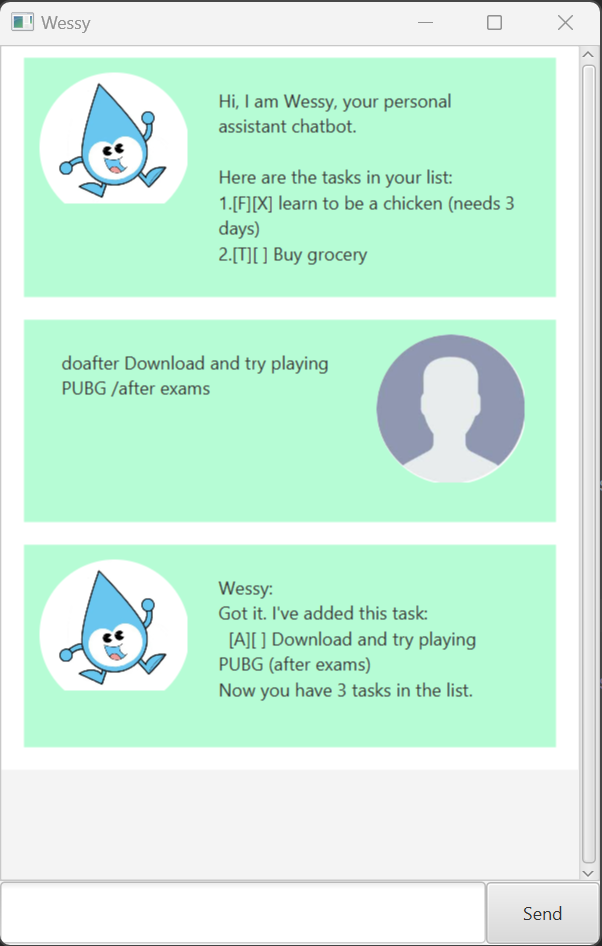 Wessy
Hi, I am Wessy, your personal
assistant chatbot.
Here are the tasks in your list:
1.[F][X] learn to be a chicken (needs 3
days)
2.[T][ ] Buy grocery
doafter Download and try playing
PUBG /after exams
Wessy:
Got it. I've added this task:
[A][ ] Download and try playing
PUBG (after exams)
Now you have 3 tasks in the list.
Send